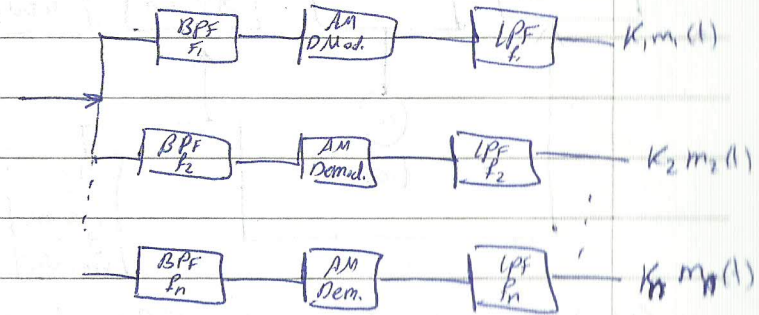 BPF AM LPF
F1 DMod. f1 K1 m1(t)
BPF AM LPF
f2 Demod. f2 K2 m2(t)
BPF AM LPF
fn Dem. fn Kn mn(t)